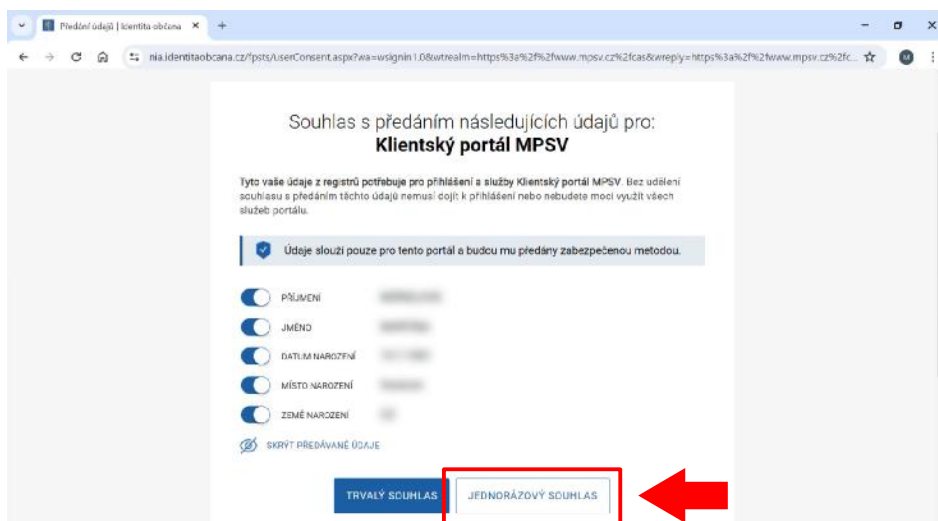 Předání údajů | Identita občana
nia.identitaobcana.cz/fpsts/userConsent.aspx?wa=wsignin1.0&wtrealm=https%3a%2f%2fwww.mpsv.cz%2fcas&wreply=https%3a%2f%2fwww.mpsv.cz%2fc...
M
Souhlas s předáním následujících údajů pro:
Klientský portál MPSV
Tyto vaše údaje z registrů potřebuje pro přihlášení a služby Klientský portál MPSV. Bez udělení
souhlasu s předáním těchto údajů nemusí dojít k přihlášení nebo nebudete moci využít všech
služeb portálu.
Údaje slouží pouze pro tento portál a budou mu předány zabezpečenou metodou.
PŘÍJMENÍ
JMÉNO
DATUM NAROZENÍ
MÍSTO NAROZENÍ
ZEMĚ NAROZENÍ
SKRÝT PŘEDÁVANÉ ÚDAJE
TRVALÝ SOUHLAS JEDNORÁZOVÝ SOUHLAS